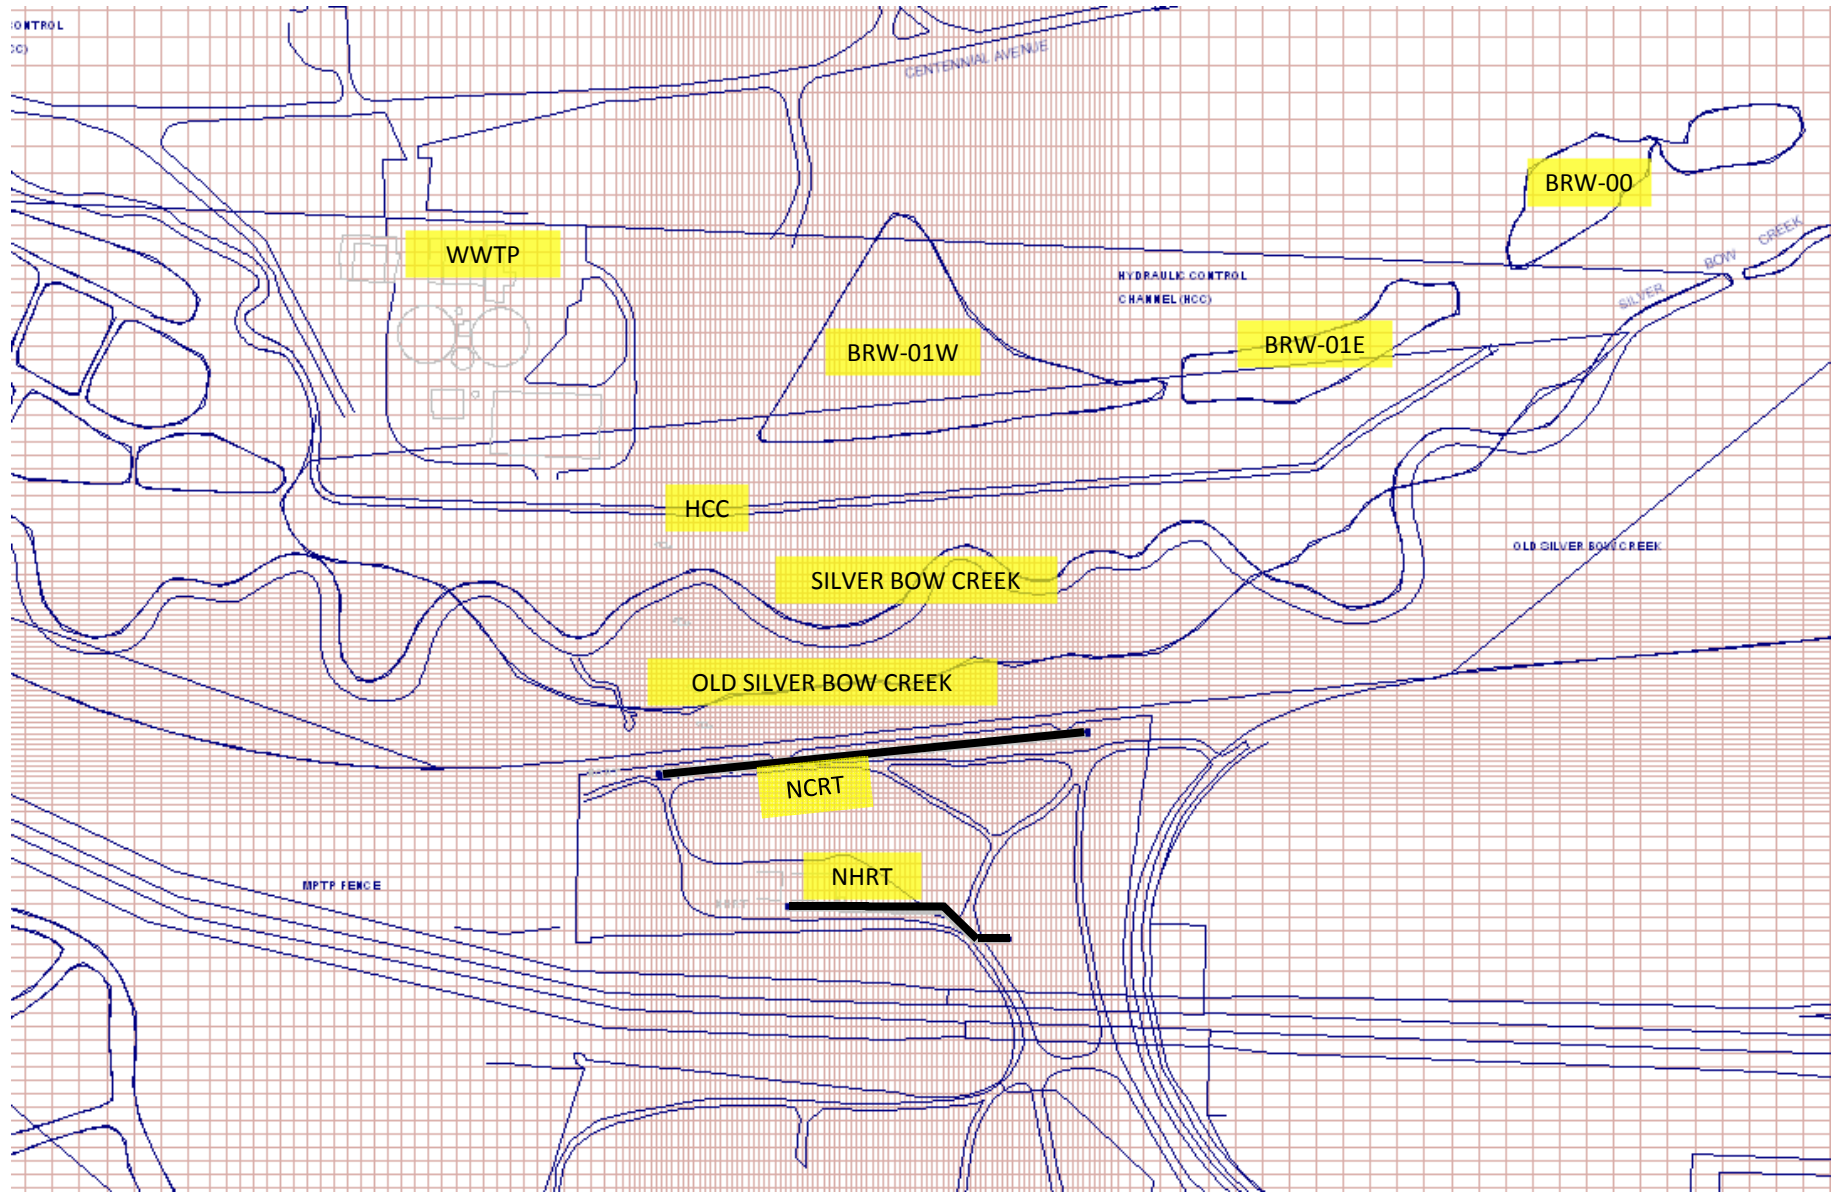 CONTROL
CENTENNIAL AVENUE
BRW-00
CREEK
BOW
SILVER
WWTP
HYDRAULIC CONTROL
CHANNEL (HCC)
BRW-01W
BRW-01E
HCC
OLD SILVER BOW CREEK
SILVER BOW CREEK
OLD SILVER BOW CREEK
NCRT
NHRT
MPTP FENCE